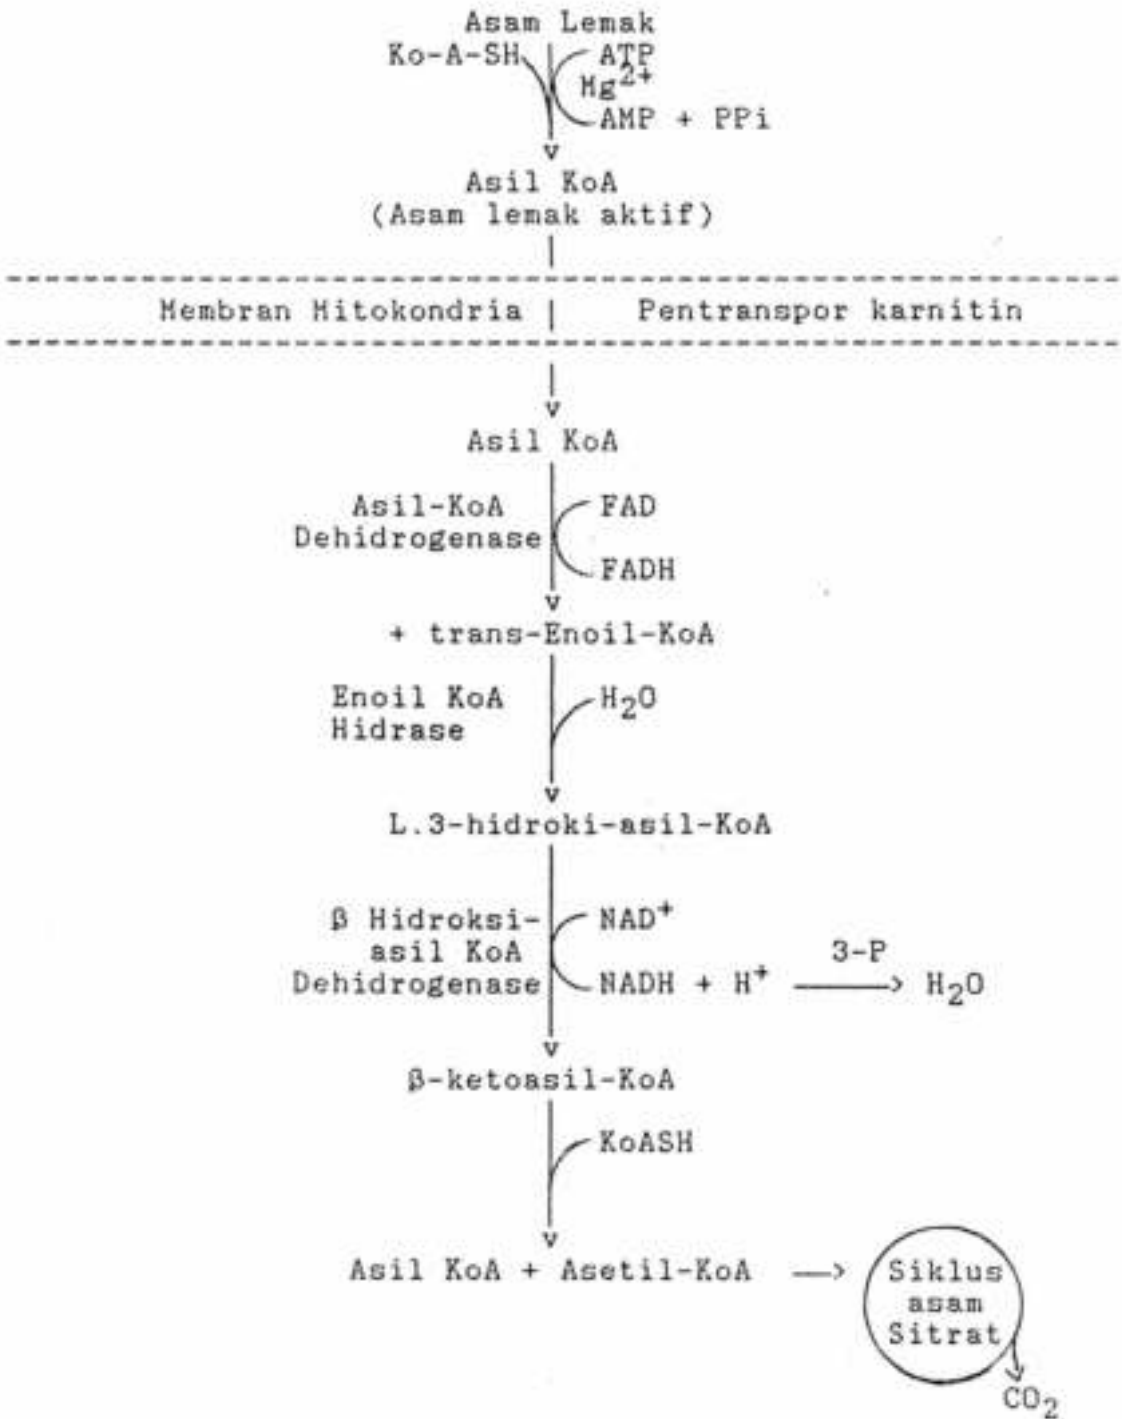 Asam Lemak
Ko-A-SH
ATP
Mg2+
AMP + PPi
Asil KoA
(Asam lemak aktif)
Membran Mitokondria | Pentranspor karnitin
Asil KoA
Asil-KoA
Dehidrogenase
FAD
FADH
+ trans-Enoil-KoA
Enoil KoA
Hidrase
H2O
L.3-hidroki-asil-KoA
β Hidroksi-
asil KoA
Dehidrogenase
NAD+
NADH + H+
3-P
H2O
β-ketoasil-KoA
KoASH
Asil KoA + Asetil-KoA
Siklus
asam
Sitrat
CO2